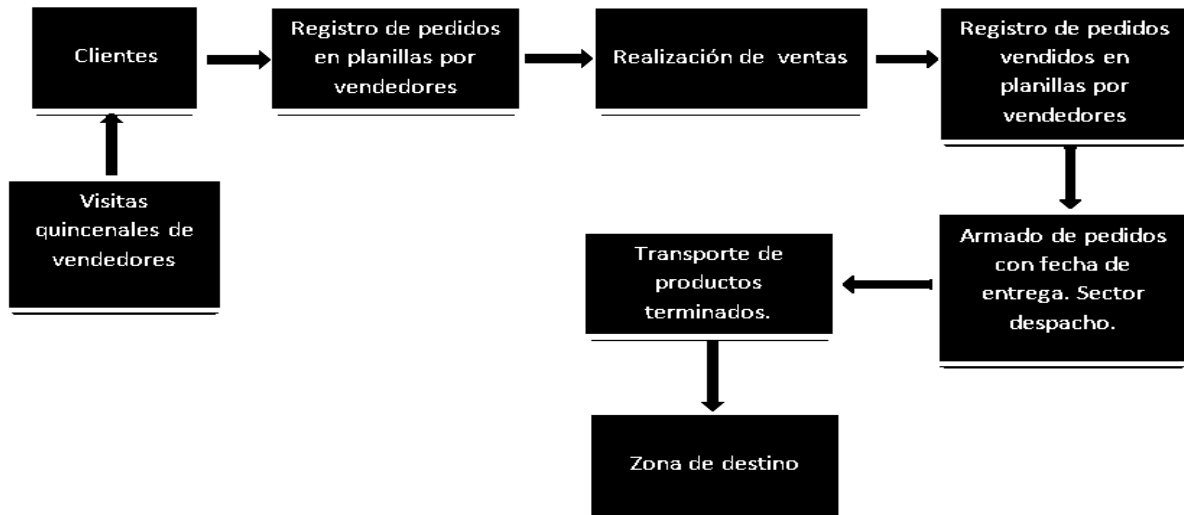 Clientes
Registro de pedidos
en planillas por
vendedores
Realización de ventas
Registro de pedidos
vendidos en
planillas por
vendedores
Visitas
quincenales de
vendedores
Armado de pedidos
con fecha de
entrega. Sector
despacho.
Transporte de
productos
terminados.
Zona de destino